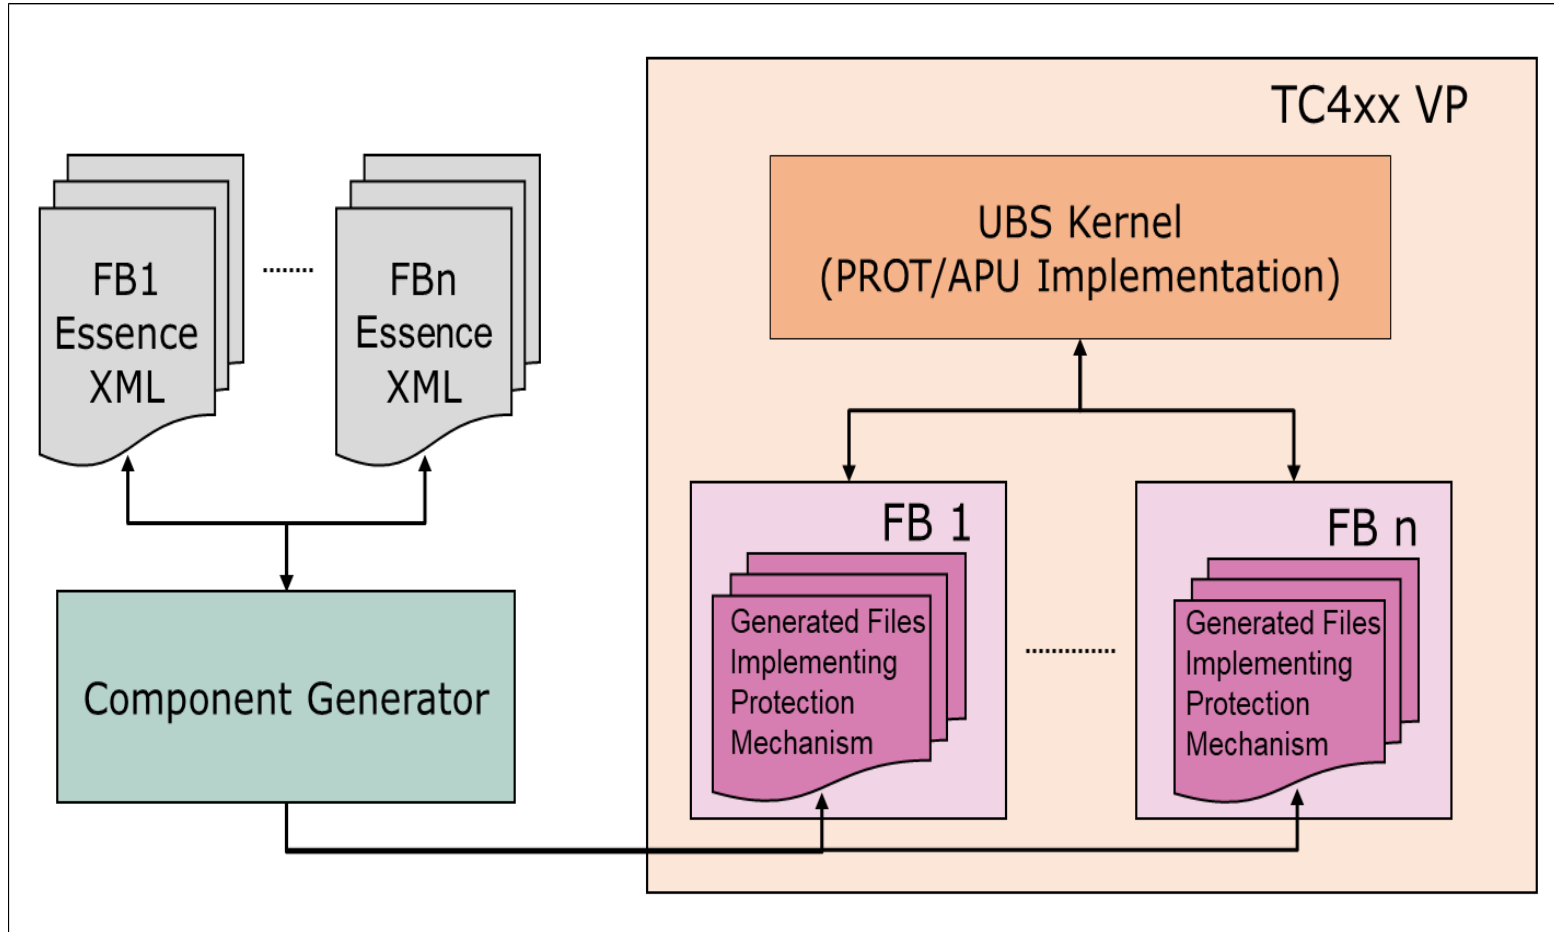 TC4xx VP
UBS Kernel
(PROT/APU Implementation)
FB1
Essence
XML
........
FBn
Essence
XML
Component Generator
FB 1
Generated Files
Implementing
Protection
Mechanism
..............
FB n
Generated Files
Implementing
Protection
Mechanism